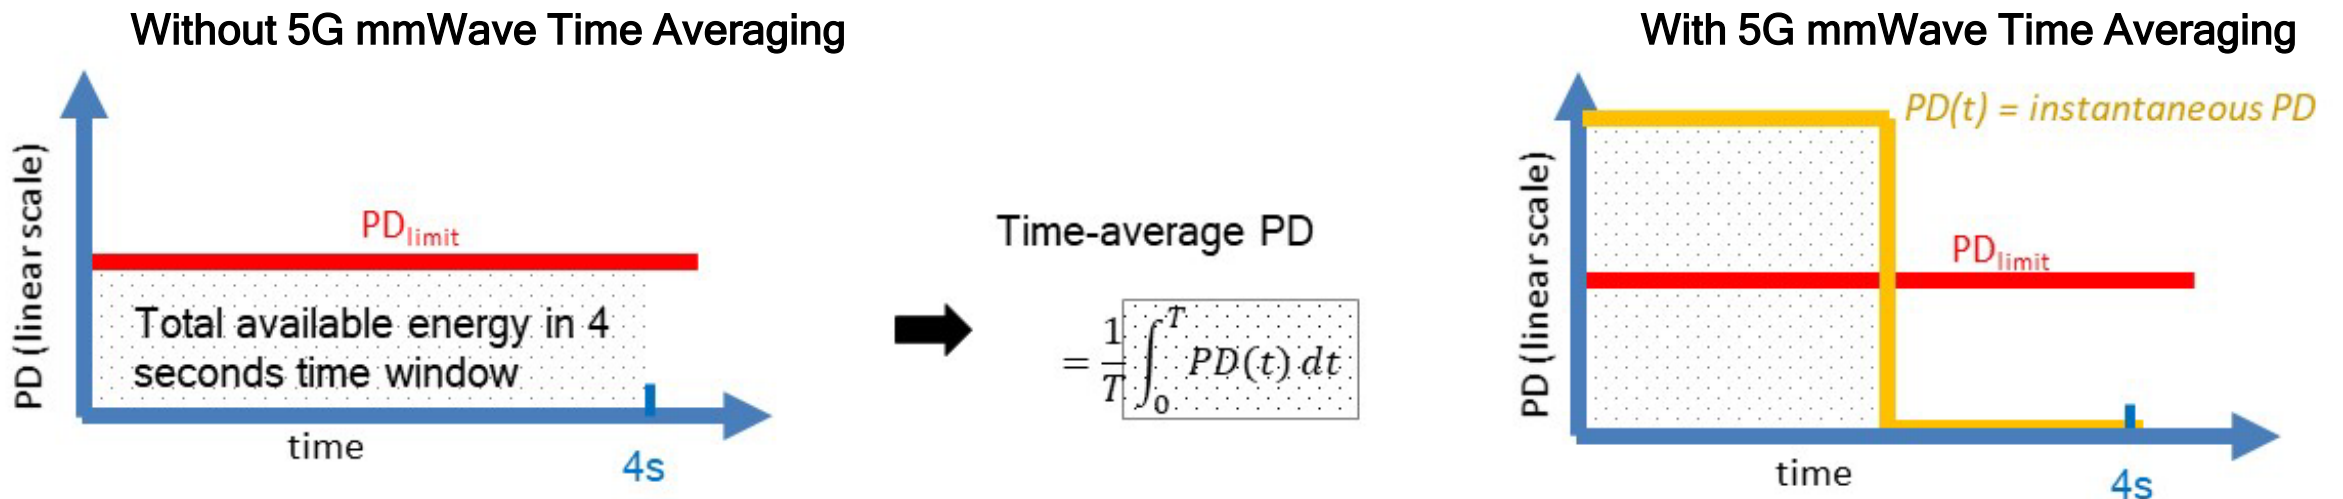 Without 5G mmWave Time Averaging
PD (linear scale)
PDlimit
Total available energy in 4
seconds time window
time
4s
Time-average PD
= 1/T ∫₀ᵀ PD(t) dt
With 5G mmWave Time Averaging
PD(t) = instantaneous PD
PD (linear scale)
PDlimit
time
4s